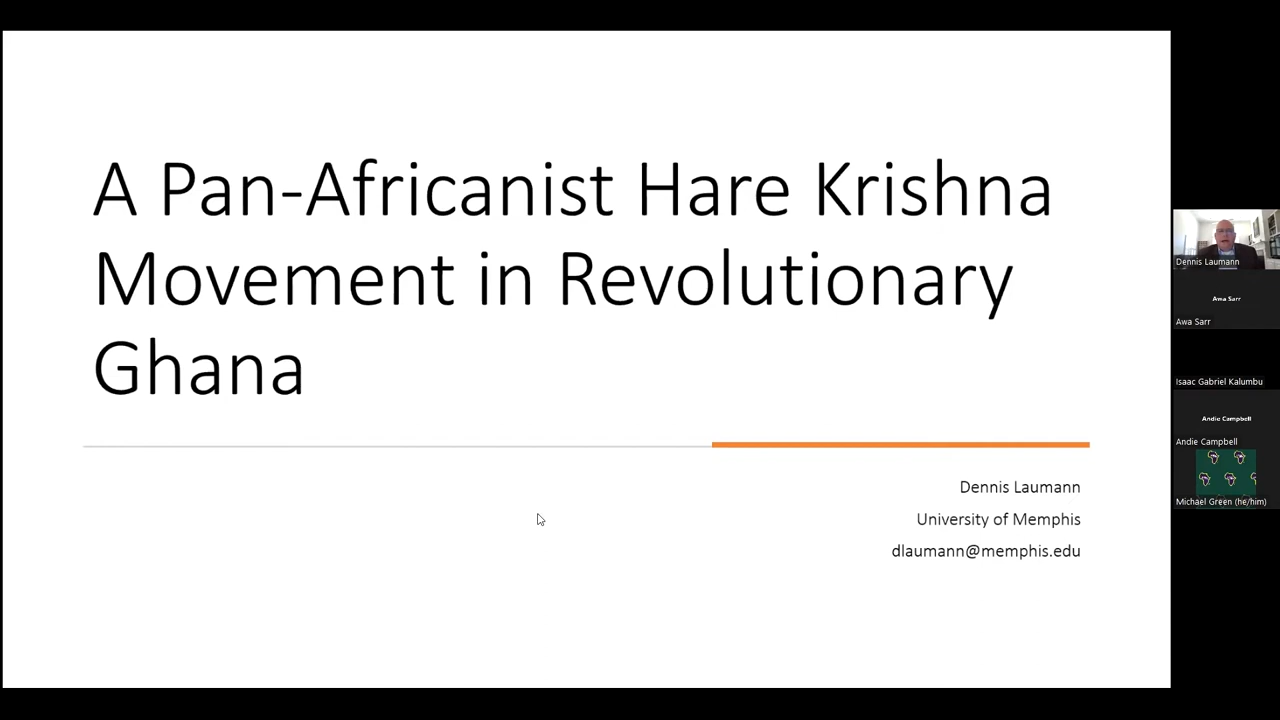 A Pan-Africanist Hare Krishna
Movement in Revolutionary
Ghana
Dennis Laumann
University of Memphis
dlaumann@memphis.edu
Dennis Laumann
Awa Sarr
Awa Sarr
Isaac Gabriel Kalumbu
Andie Campbell
Andie Campbell
Michael Green (he/him)